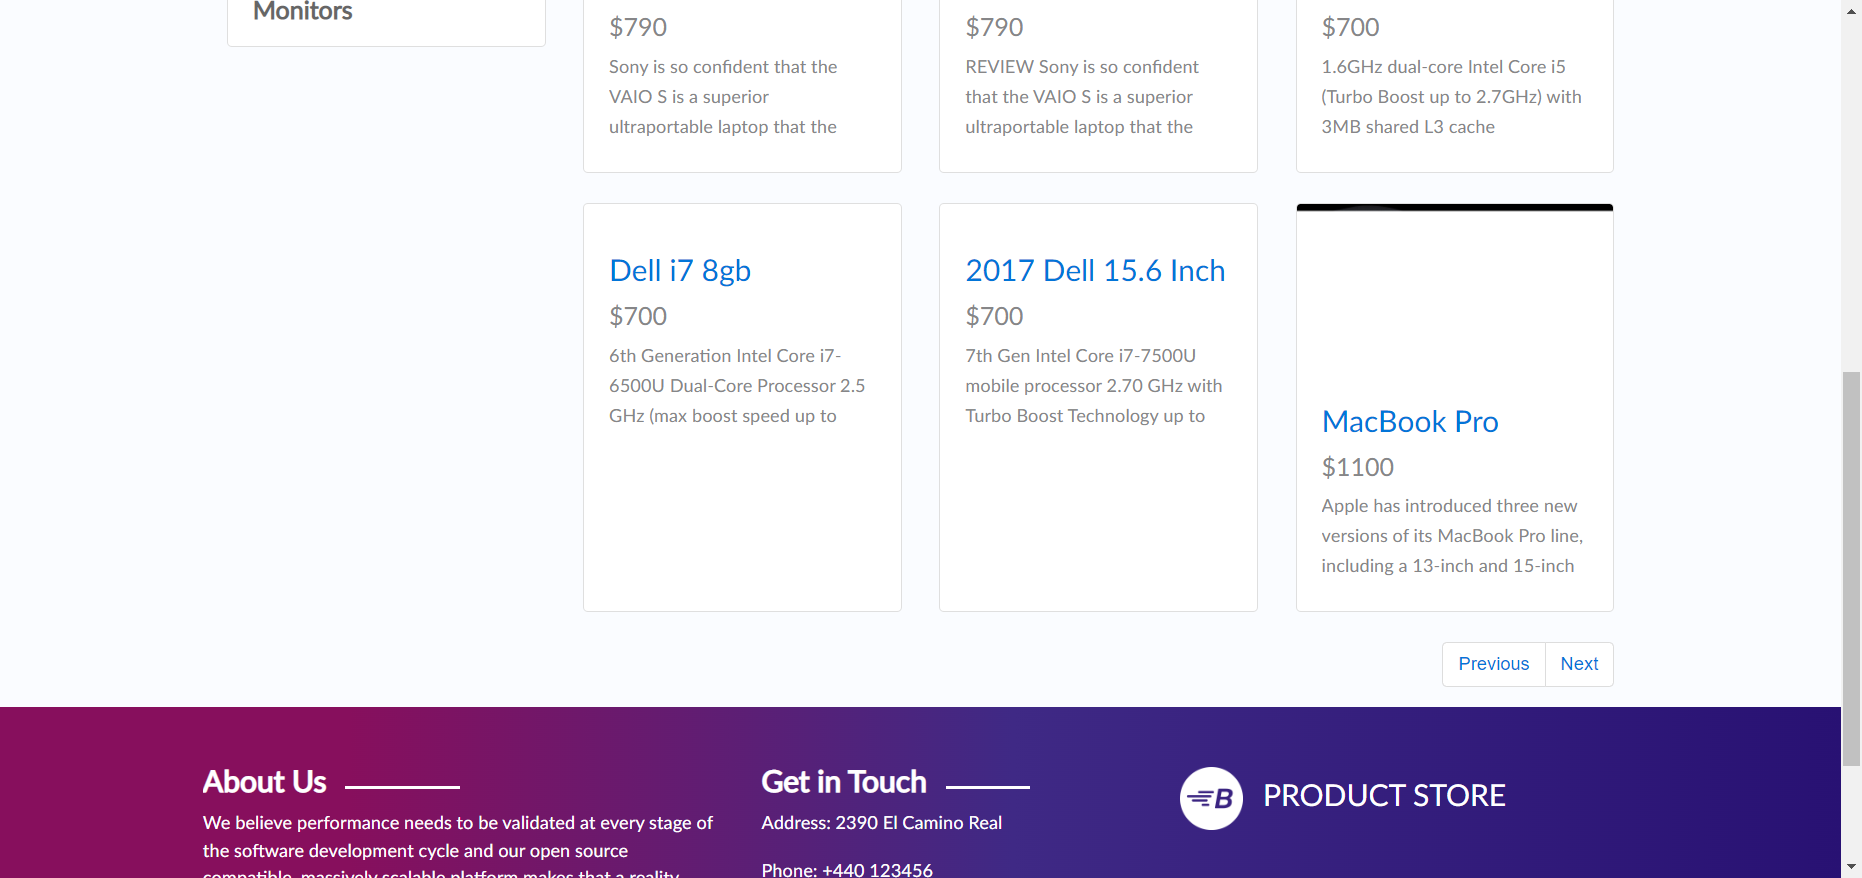 Monitors
$790
Sony is so confident that the
VAIO S is a superior
ultraportable laptop that the
$790
REVIEW Sony is so confident
that the VAIO S is a superior
ultraportable laptop that the
$700
1.6GHz dual-core Intel Core i5
(Turbo Boost up to 2.7GHz) with
3MB shared L3 cache
Dell i7 8gb
$700
6th Generation Intel Core i7-
6500U Dual-Core Processor 2.5
GHz (max boost speed up to
2017 Dell 15.6 Inch
$700
7th Gen Intel Core i7-7500U
mobile processor 2.70 GHz with
Turbo Boost Technology up to
MacBook Pro
$1100
Apple has introduced three new
versions of its MacBook Pro line,
including a 13-inch and 15-inch
Previous
Next
About Us
We believe performance needs to be validated at every stage of
the software development cycle and our open source
compatible, massively scalable platform makes that a reality.
Get in Touch
Address: 2390 El Camino Real
Phone: +440 123456
B
PRODUCT STORE